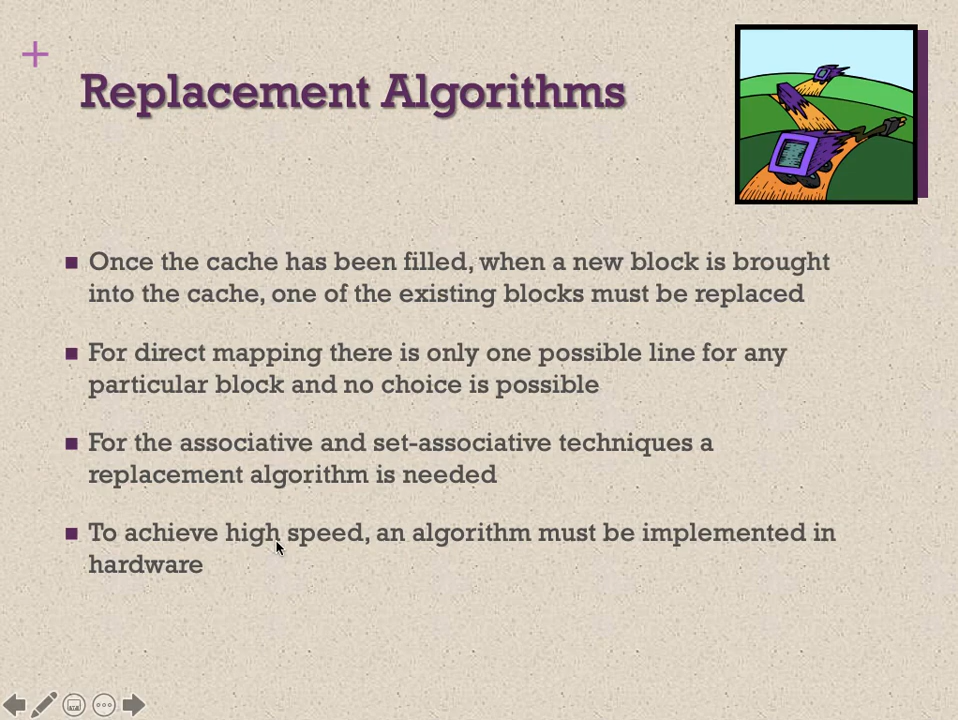 +
Replacement Algorithms
■ Once the cache has been filled, when a new block is brought
into the cache, one of the existing blocks must be replaced
■ For direct mapping there is only one possible line for any
particular block and no choice is possible
■ For the associative and set-associative techniques a
replacement algorithm is needed
■ To achieve high speed, an algorithm must be implemented in
hardware